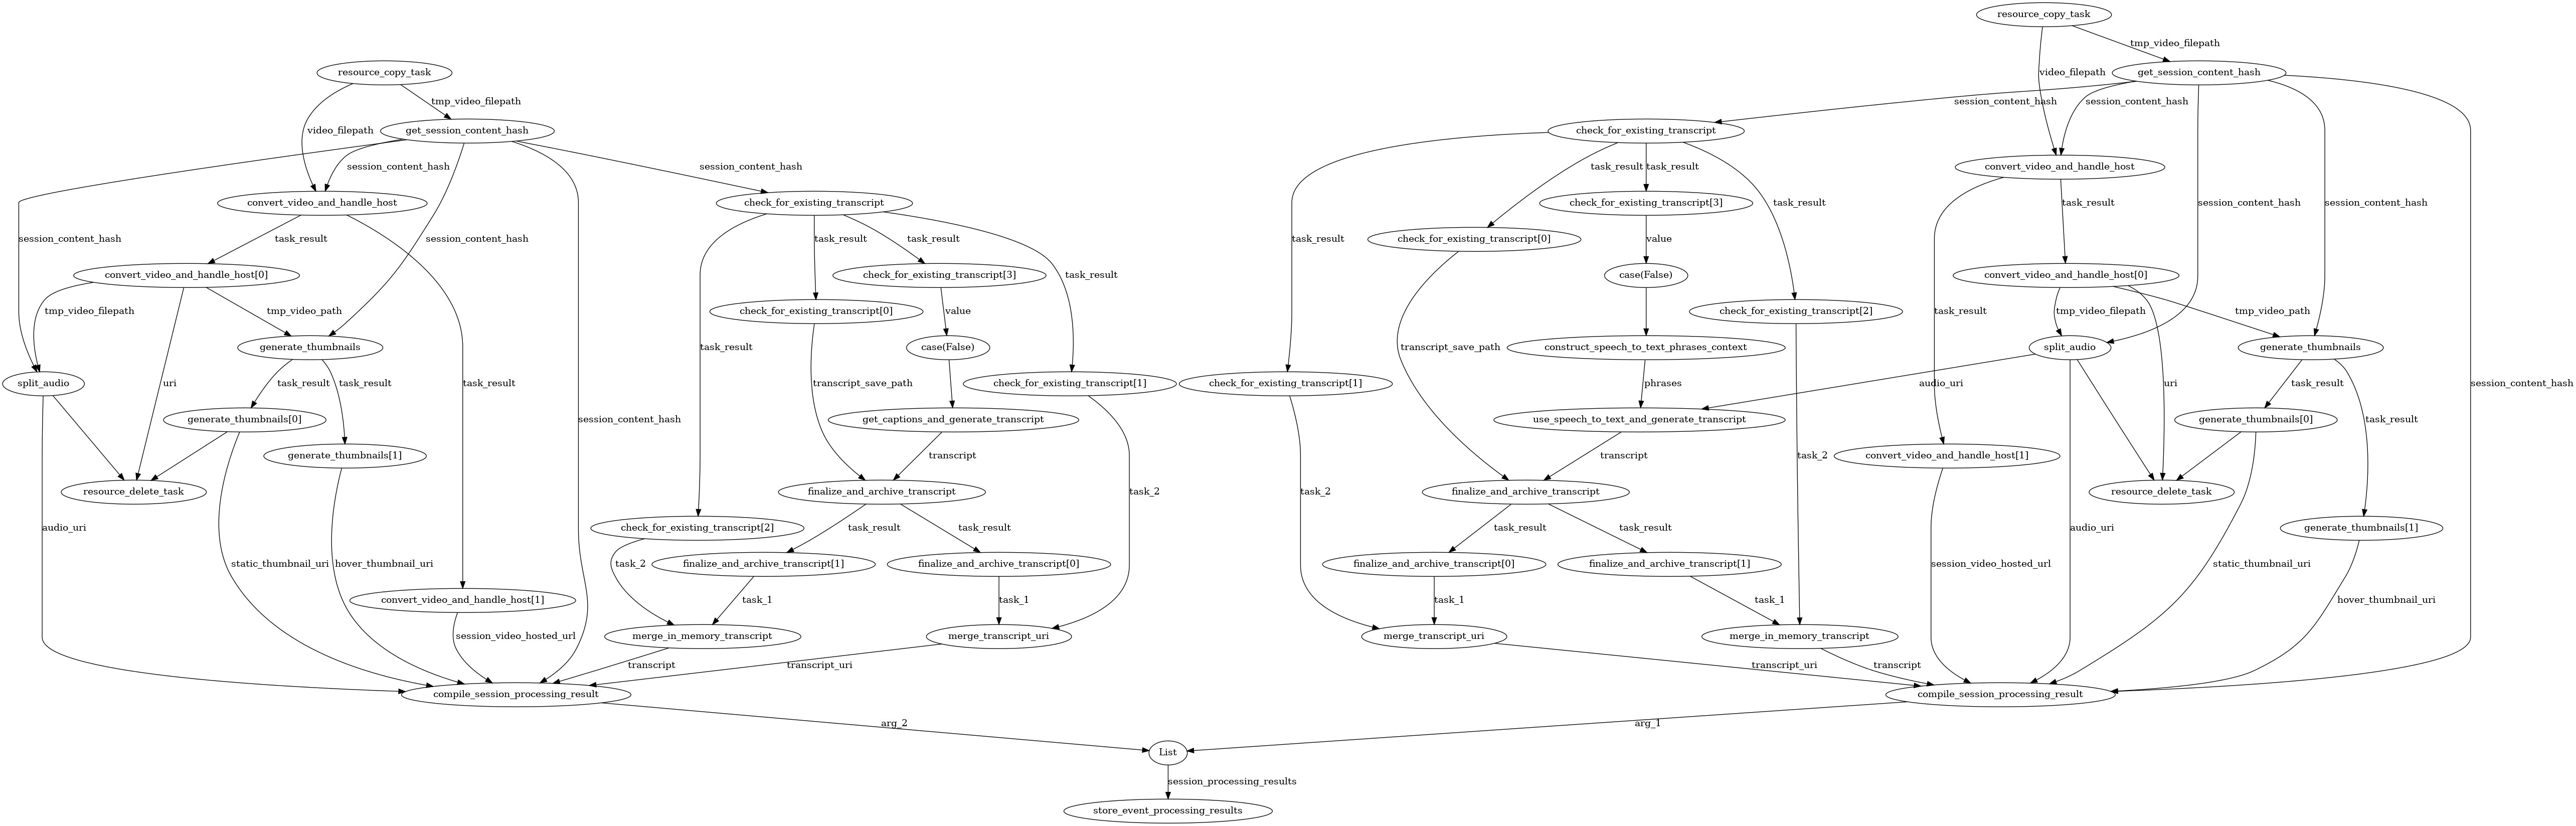 resource_copy_task
tmp_video_filepath
resource_copy_task
video_filepath
get_session_content_hash
tmp_video_filepath
session_content_hash
session_content_hash
video_filepath
get_session_content_hash
check_for_existing_transcript
session_content_hash
session_content_hash
task_result
task_result
convert_video_and_handle_host
convert_video_and_handle_host
check_for_existing_transcript
check_for_existing_transcript[3]
task_result
task_result
session_content_hash
session_content_hash
session_content_hash
session_content_hash
task_result
task_result
task_result
task_result
check_for_existing_transcript[0]
value
convert_video_and_handle_host[0]
check_for_existing_transcript[3]
task_result
case(False)
convert_video_and_handle_host[0]
tmp_video_filepath
tmp_video_path
check_for_existing_transcript[0]
value
check_for_existing_transcript[2]
task_result
tmp_video_filepath
tmp_video_path
generate_thumbnails
task_result
case(False)
transcript_save_path
construct_speech_to_text_phrases_context
split_audio
generate_thumbnails
split_audio
uri
task_result
task_result
task_result
transcript_save_path
check_for_existing_transcript[1]
check_for_existing_transcript[1]
phrases
audio_uri
uri
task_result
session_content_hash
generate_thumbnails[0]
session_content_hash
get_captions_and_generate_transcript
use_speech_to_text_and_generate_transcript
generate_thumbnails[0]
task_result
generate_thumbnails[1]
transcript
transcript
task_2
convert_video_and_handle_host[1]
resource_delete_task
finalize_and_archive_transcript
task_2
task_2
finalize_and_archive_transcript
resource_delete_task
audio_uri
check_for_existing_transcript[2]
task_result
task_result
task_result
task_result
audio_uri
generate_thumbnails[1]
static_thumbnail_uri
hover_thumbnail_uri
task_2
finalize_and_archive_transcript[1]
finalize_and_archive_transcript[0]
finalize_and_archive_transcript[0]
finalize_and_archive_transcript[1]
session_video_hosted_url
static_thumbnail_uri
convert_video_and_handle_host[1]
task_1
task_1
task_1
task_1
hover_thumbnail_uri
session_video_hosted_url
merge_in_memory_transcript
merge_transcript_uri
merge_transcript_uri
merge_in_memory_transcript
transcript
transcript_uri
transcript_uri
transcript
compile_session_processing_result
compile_session_processing_result
arg_2
arg_1
List
session_processing_results
store_event_processing_results